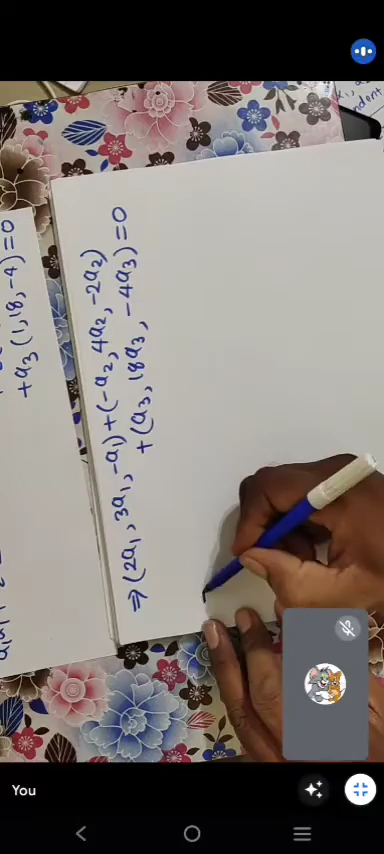 + a₃ (1, 18, -4) = 0
⇒ (2a₁, 3a₁, -a₁) + (-a₂, 4a₂, -2a₂)
+ (a₃, 18a₃, -4a₃) = 0
You